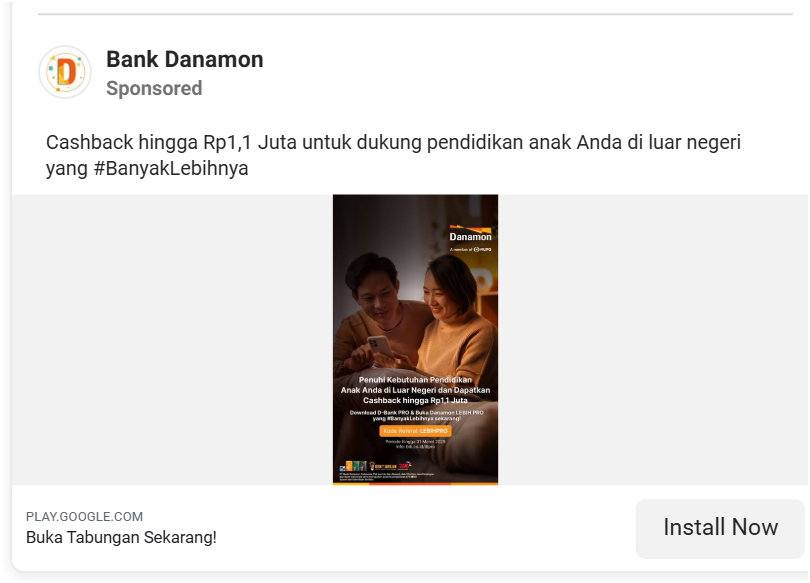 Bank Danamon
Sponsored
Cashback hingga Rp1,1 Juta untuk dukung pendidikan anak Anda di luar negeri
yang #BanyakLebihnya
Danamon
A member of MUFG
Penuhi Kebutuhan Pendidikan
Anak Anda di Luar Negeri dan Dapatkan
Cashback hingga Rp1,1 Juta
Download D-Bank PRO & Buka Danamon LEBIH PRO
yang #BanyakLebihnya sekarang!
Kode Referal: LEBIHPRO
Periode hingga 31 Maret
PLAY.GOOGLE.COM
Buka Tabungan Sekarang!
Install Now